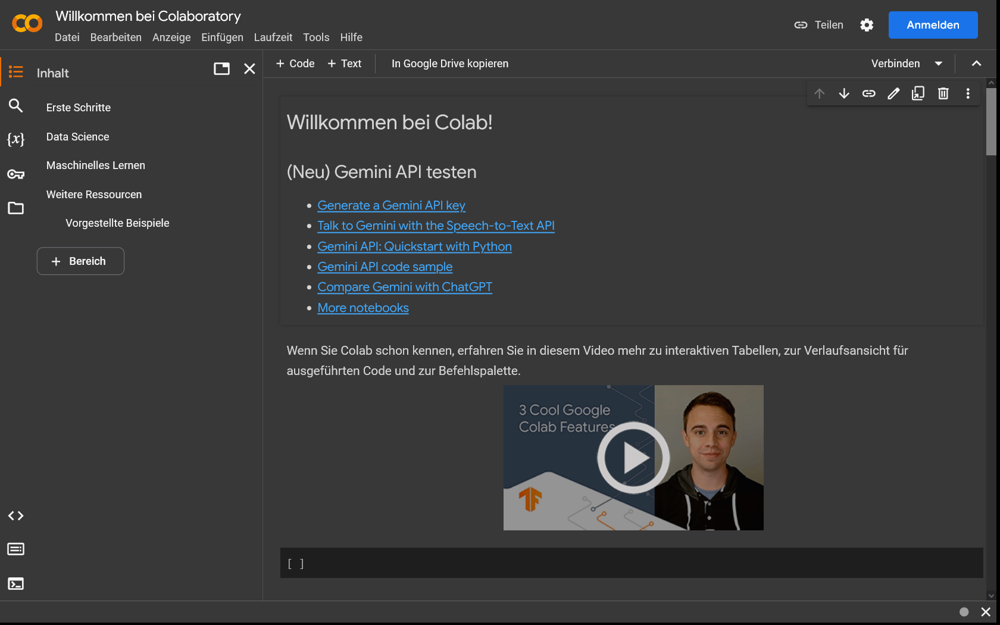 Willkommen bei Colaboratory
Datei Bearbeiten Anzeige Einfügen Laufzeit Tools Hilfe
Teilen
Anmelden
Inhalt
+ Code + Text In Google Drive kopieren
Verbinden
Erste Schritte
Data Science
{x}
Maschinelles Lernen
Weitere Ressourcen
Vorgestellte Beispiele
+ Bereich
Willkommen bei Colab!
(Neu) Gemini API testen
• Generate a Gemini API key
• Talk to Gemini with the Speech-to-Text API
• Gemini API: Quickstart with Python
• Gemini API code sample
• Compare Gemini with ChatGPT
• More notebooks
Wenn Sie Colab schon kennen, erfahren Sie in diesem Video mehr zu interaktiven Tabellen, zur Verlaufsansicht für
ausgeführten Code und zur Befehlspalette.
3 Cool Google
Colab Features
[ ]